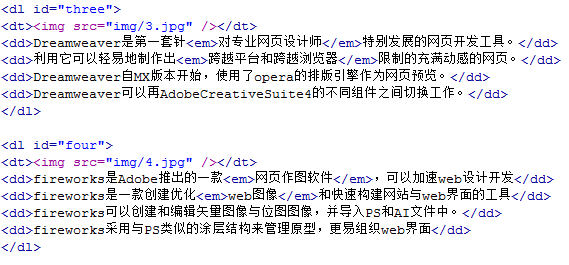 <dl id="three">
<dt><img src="img/3.jpg" /></dt>
<dd>Dreamweaver是第一套针<em>对专业网页设计师</em>特别发展的网页开发工具。</dd>
<dd>利用它可以轻易地制作出<em>跨越平台和跨越浏览器</em>限制的充满动感的网页。</dd>
<dd>Dreamweaver自MX版本开始，使用了opera的排版引擎作为网页预览。</dd>
<dd>Dreamweaver可以再AdobeCreativeSuite4的不同组件之间切换工作。</dd>
</dl>
<dl id="four">
<dt><img src="img/4.jpg" /></dt>
<dd>fireworks是Adobe推出的一款<em>网页作图软件</em>，可以加速web设计开发</dd>
<dd>fireworks是一款创建优化<em>web图像</em>和快速构建网站与web界面的工具</dd>
<dd>fireworks可以创建和编辑矢量图像与位图图像，并导入PS和AI文件中。</dd>
<dd>fireworks采用与PS类似的涂层结构来管理原型，更易组织web界面</dd>
</dl>